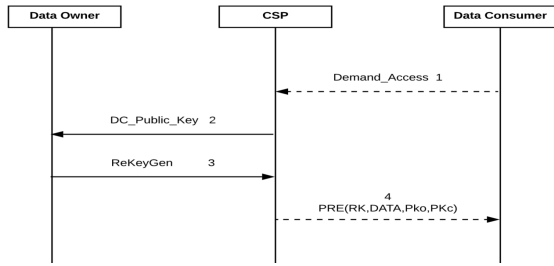 Data Owner
CSP
Data Consumer
Demand_Access 1
DC_Public_Key 2
ReKeyGen 3
4
PRE(RK,DATA,Pko,PKc)